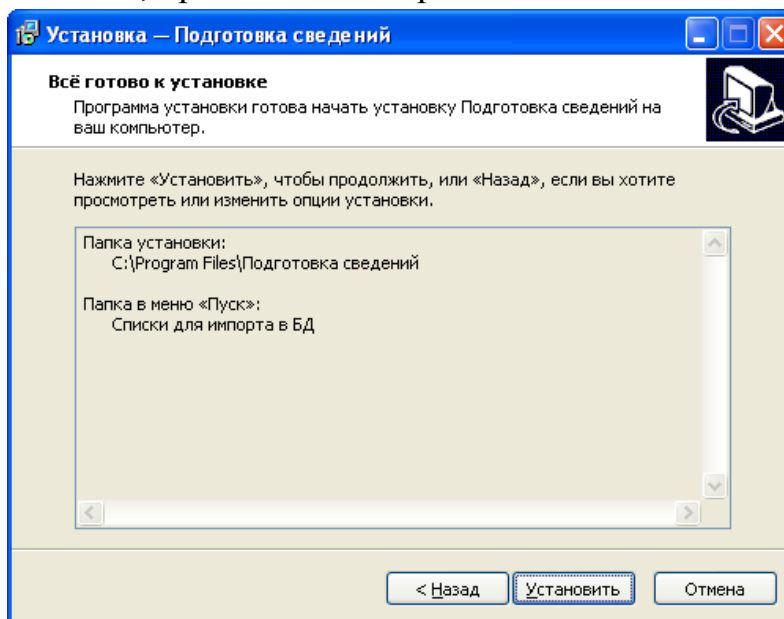 Установка — Подготовка сведений
Всё готово к установке
Программа установки готова начать установку Подготовка сведений на
ваш компьютер.
Нажмите «Установить», чтобы продолжить, или «Назад», если вы хотите
просмотреть или изменить опции установки.
Папка установки:
C:\Program Files\Подготовка сведений
Папка в меню «Пуск»:
Списки для импорта в БД
< Назад
Установить
Отмена